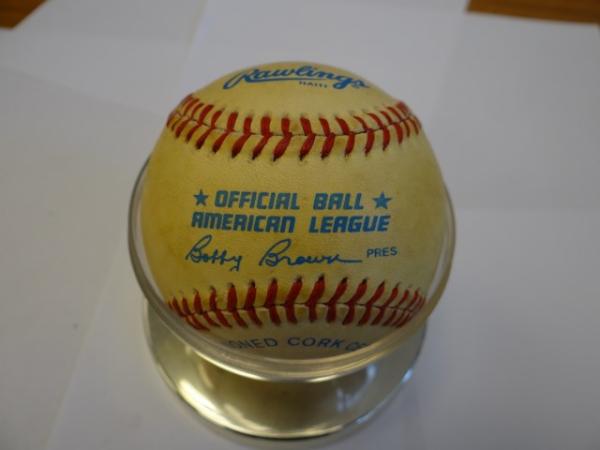 Rawlings
HAITI
★ OFFICIAL BALL ★
AMERICAN LEAGUE
Bobby Brown PRES
CORK